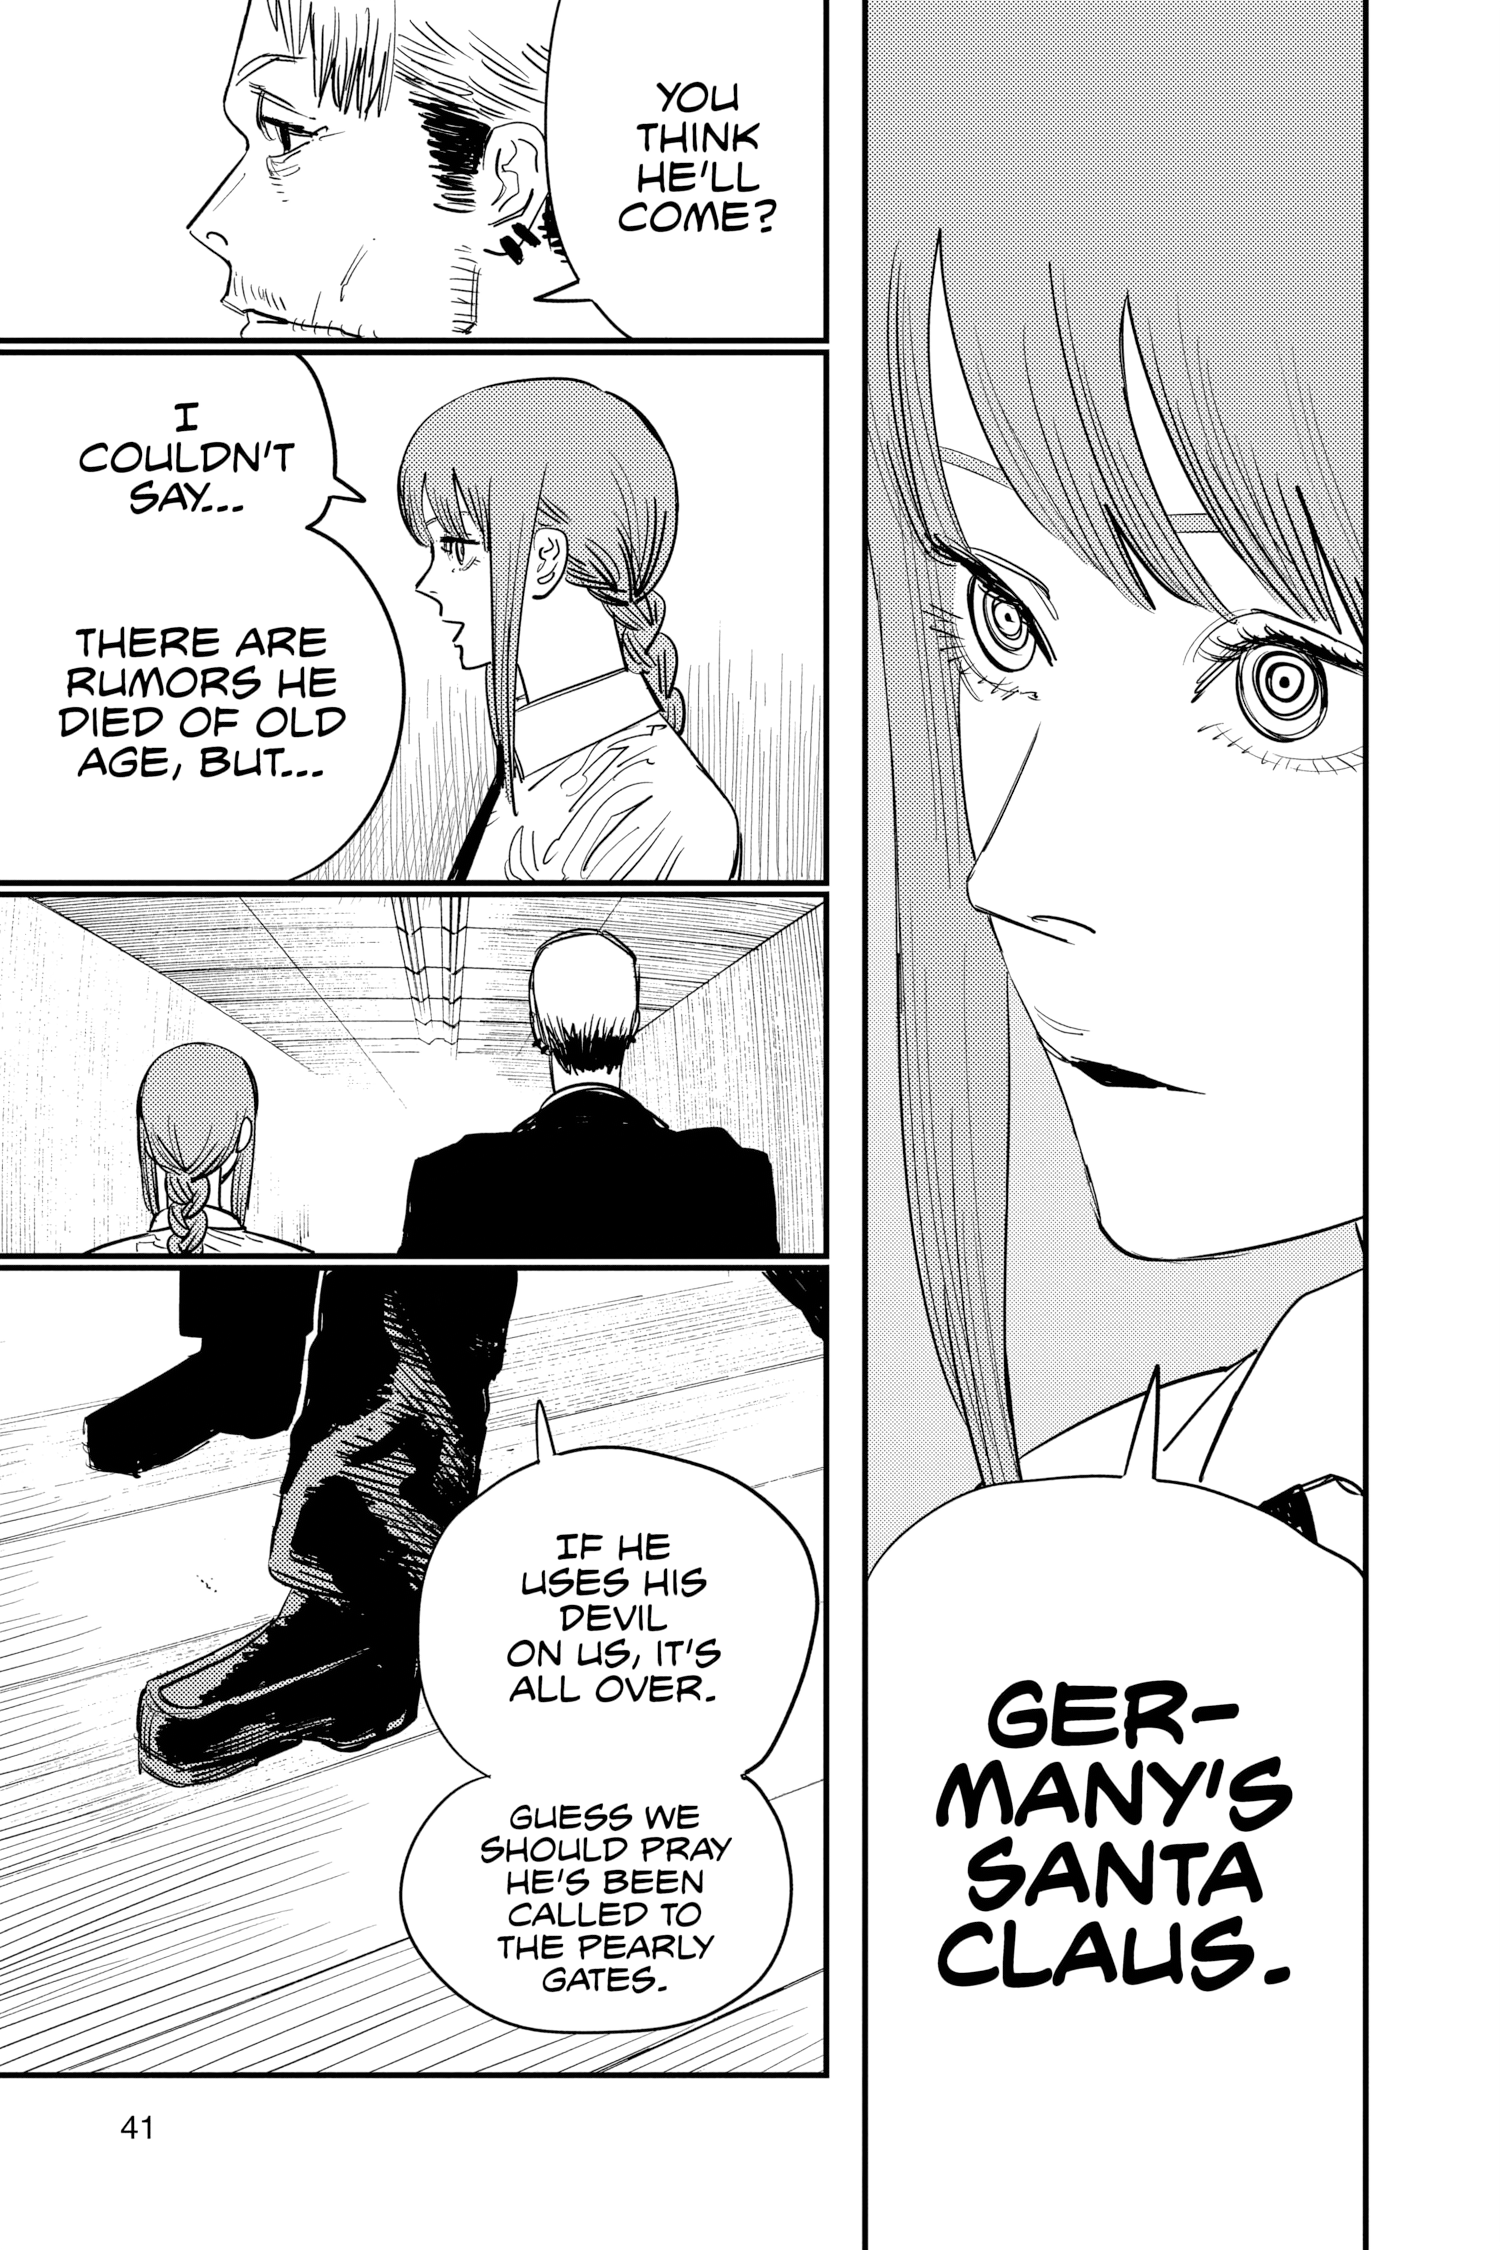 GER-
MANY'S
SANTA
CLAUS.
YOU
THINK
HE'LL
COME?
I
COULDN'T
SAY...
THERE ARE
RUMORS HE
DIED OF OLD
AGE, BUT...
IF HE
USES HIS
DEVIL
ON US, IT'S
ALL OVER.
GUESS WE
SHOULD PRAY
HE'S BEEN
CALLED TO
THE PEARLY
GATES.
41